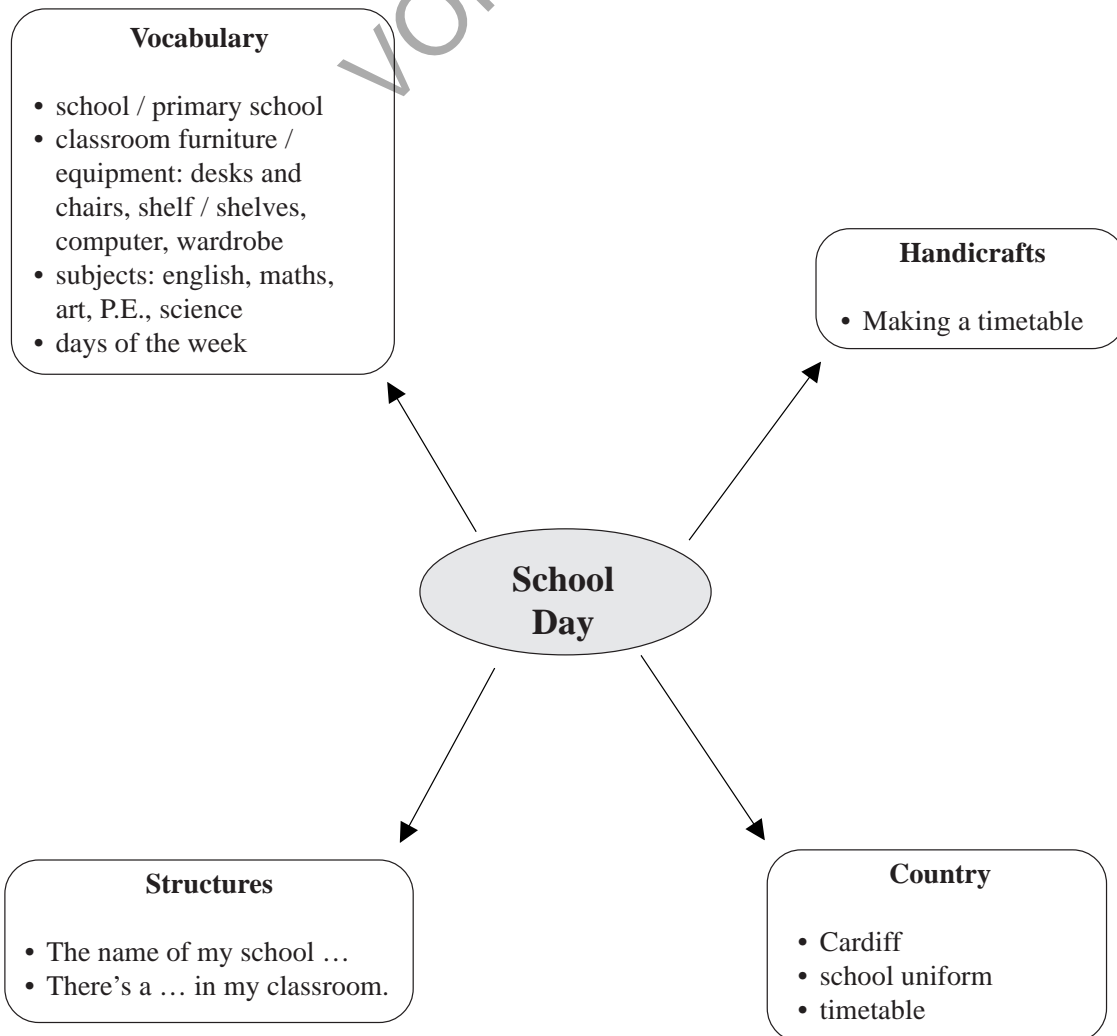 Vocabulary
• school / primary school
• classroom furniture /
equipment: desks and
chairs, shelf / shelves,
computer, wardrobe
• subjects: english, maths,
art, P.E., science
• days of the week
Handicrafts
• Making a timetable
School
Day
Structures
• The name of my school …
• There's a … in my classroom.
Country
• Cardiff
• school uniform
• timetable